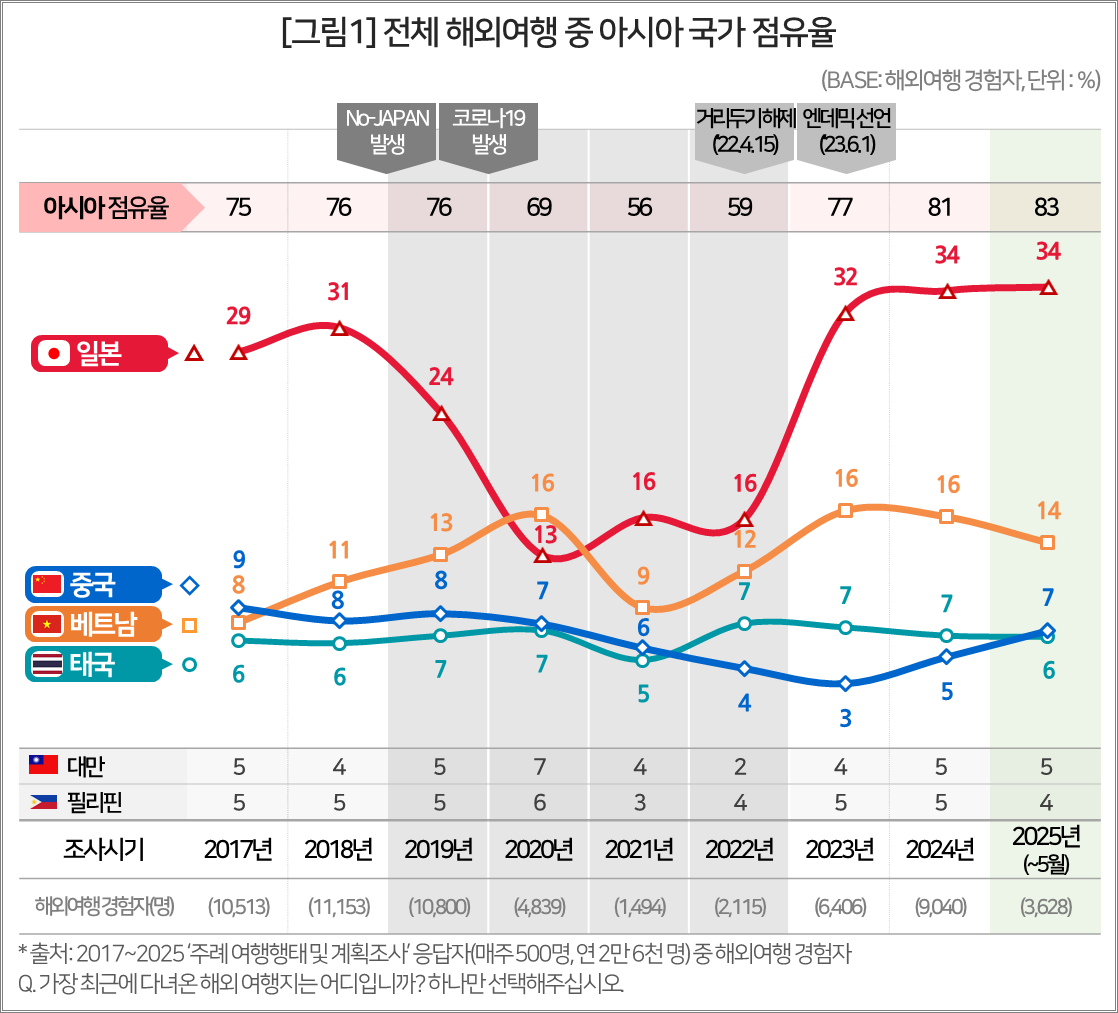 [그림1] 전체 해외여행 중 아시아 국가 점유율
(BASE: 해외여행 경험자, 단위 : %)
No-JAPAN 발생
코로나19 발생
거리두기 해제 ('22.4.15)
엔데믹 선언 ('23.6.1)
아시아 점유율 75 76 76 69 56 59 77 81 83
일본 29 31 24 13 16 16 32 34 34
중국 9 8 8 7 6 4 3 5 7
베트남 8 11 13 16 9 12 16 16 14
태국 6 6 7 7 5 7 7 7 6
대만 5 4 5 7 4 2 4 5 5
필리핀 5 5 5 6 3 4 5 5 4
조사시기 2017년 2018년 2019년 2020년 2021년 2022년 2023년 2024년 2025년 (~5월)
해외여행 경험자(명) (10,513) (11,153) (10,800) (4,839) (1,494) (2,115) (6,406) (9,040) (3,628)
* 출처 : 2017~2025 ‘주례 여행행태 및 계획조사’ 응답자(매주 500명, 연 2만 6천 명) 중 해외여행 경험자
Q. 가장 최근에 다녀온 해외 여행지는 어디입니까? 하나만 선택해주십시오.